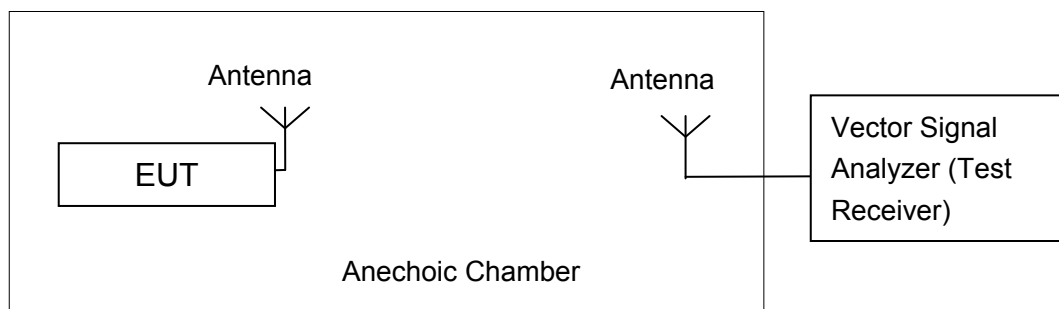 Antenna
Antenna
EUT
Vector Signal
Analyzer (Test
Receiver)
Anechoic Chamber